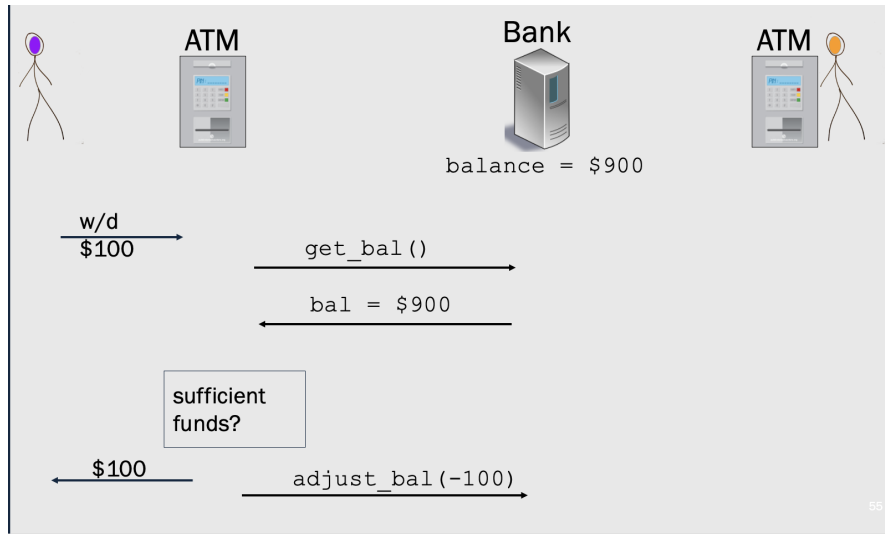 ATM
Bank
ATM
balance = $900
w/d
$100
get_bal()
bal = $900
sufficient
funds?
$100
adjust_bal(-100)
55